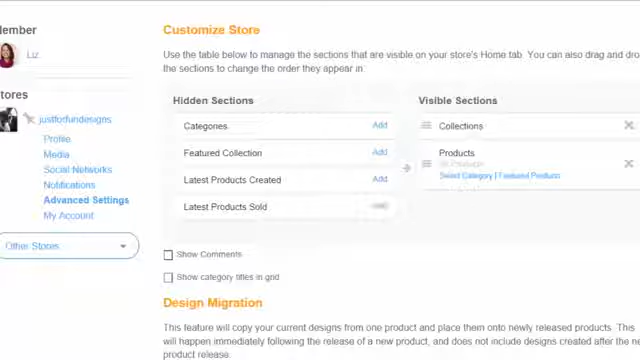 Member
Liz
Stores
justforfundesigns
Profile
Media
Social Networks
Notifications
Advanced Settings
My Account
Other Stores
Customize Store
Use the table below to manage the sections that are visible on your store's Home tab. You can also drag and dro
the sections to change the order they appear in.
Hidden Sections
Categories Add
Featured Collection Add
Latest Products Created Add
Latest Products Sold
Visible Sections
Collections
Products
Select Category | Featured Products
Show Comments
Show category titles in grid
Design Migration
This feature will copy your current designs from one product and place them onto newly released products. This
will happen immediately following the release of a new product, and does not include designs created after the ne
product release.